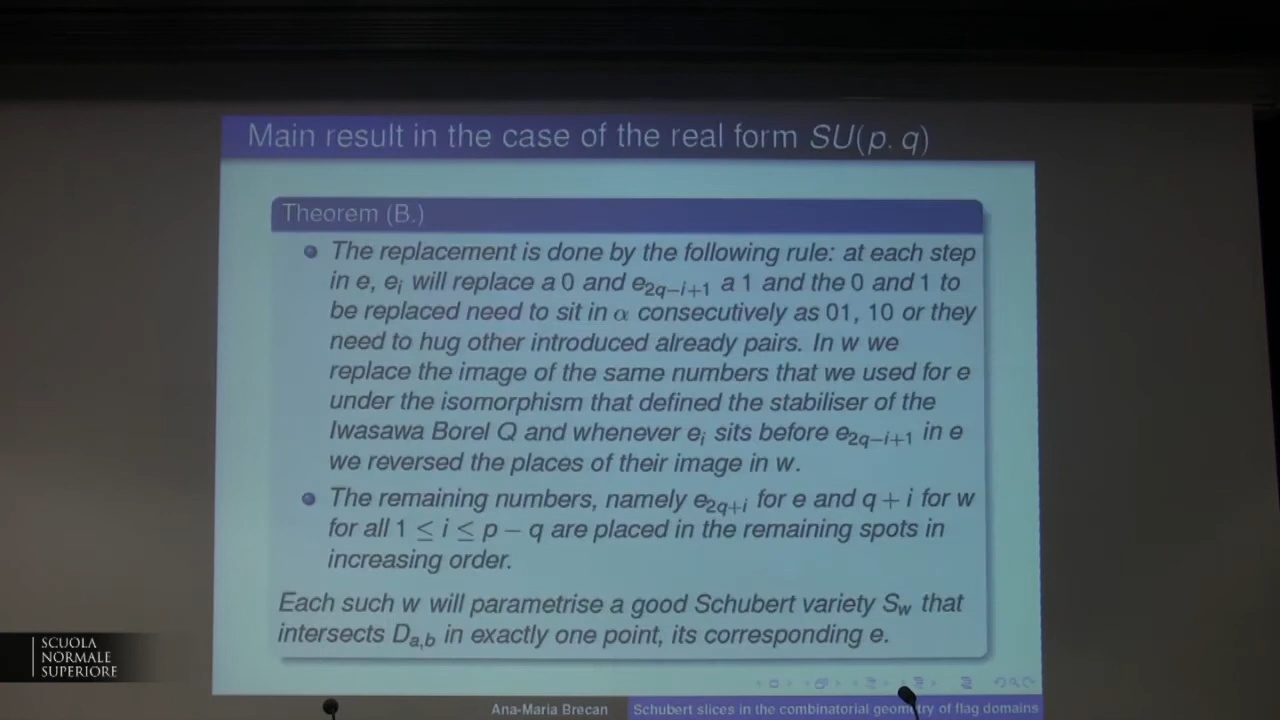 Main result in the case of the real form SU(p. q)
Theorem (B.)
The replacement is done by the following rule: at each step
in e, e_i will replace a 0 and e_{2q−i+1} a 1 and the 0 and 1 to
be replaced need to sit in α consecutively as 01, 10 or they
need to hug other introduced already pairs. In w we
replace the image of the same numbers that we used for e
under the isomorphism that defined the stabiliser of the
Iwasawa Borel Q and whenever e_i sits before e_{2q−i+1} in e
we reversed the places of their image in w.
The remaining numbers, namely e_{2q+i} for e and q + i for w
for all 1 ≤ i ≤ p − q are placed in the remaining spots in
increasing order.
Each such w will parametrise a good Schubert variety S_w that
intersects D_{a,b} in exactly one point, its corresponding e.
SCUOLA
NORMALE
SUPERIORE
Ana-Maria Brecan
Schubert slices in the combinatorial geometry of flag domains